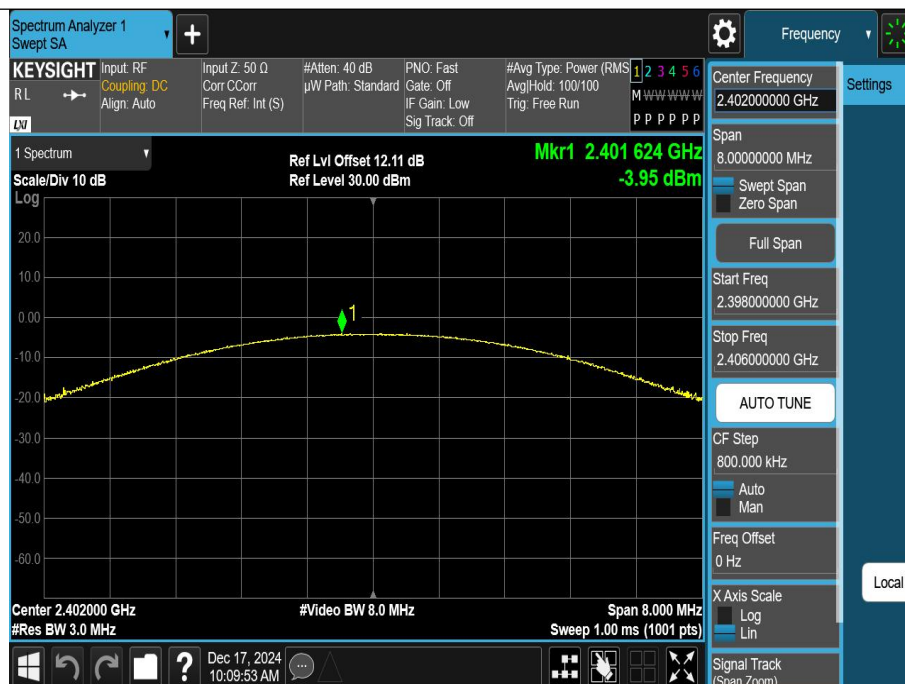 Spectrum Analyzer 1
Swept SA
Frequency
KEYSIGHT
RL
LXI
Input: RF
Coupling: DC
Align: Auto
Input Z: 50 Ω
Corr CCorr
Freq Ref: Int (S)
#Atten: 40 dB
µW Path: Standard
PNO: Fast
Gate: Off
IF Gain: Low
Sig Track: Off
#Avg Type: Power (RMS
Avg|Hold: 100/100
Trig: Free Run
1 2 3 4 5 6
M W W W W W
P P P P P P
Center Frequency
2.402000000 GHz
Settings
Span
8.00000000 MHz
Swept Span
Zero Span
Full Span
Start Freq
2.398000000 GHz
Stop Freq
2.406000000 GHz
AUTO TUNE
CF Step
800.000 kHz
Auto
Man
Freq Offset
0 Hz
X Axis Scale
Log
Lin
Signal Track
(Span Zoom)
Local
1 Spectrum
Scale/Div 10 dB
Log
Ref Lvl Offset 12.11 dB
Ref Level 30.00 dBm
Mkr1 2.401 624 GHz
-3.95 dBm
20.0
10.0
0.00
1
-10.0
-20.0
-30.0
-40.0
-50.0
-60.0
Center 2.402000 GHz
#Video BW 8.0 MHz
Span 8.000 MHz
#Res BW 3.0 MHz
Sweep 1.00 ms (1001 pts)
?
Dec 17, 2024
10:09:53 AM